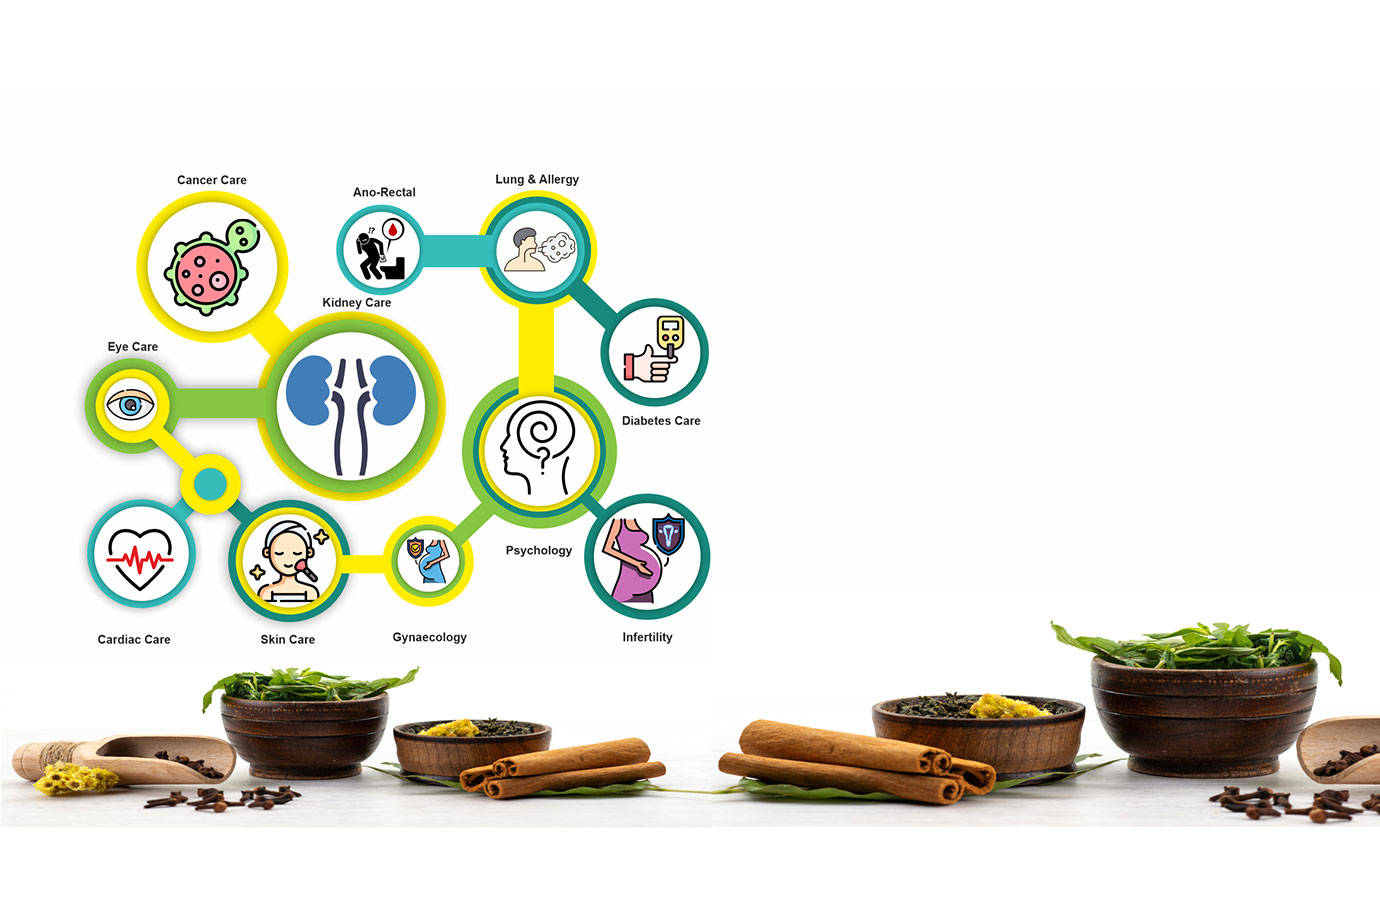 Cancer Care
Ano-Rectal
Lung & Allergy
!?
Kidney Care
Eye Care
Diabetes Care
?
Psychology
Cardiac Care
Skin Care
Gynaecology
Infertility